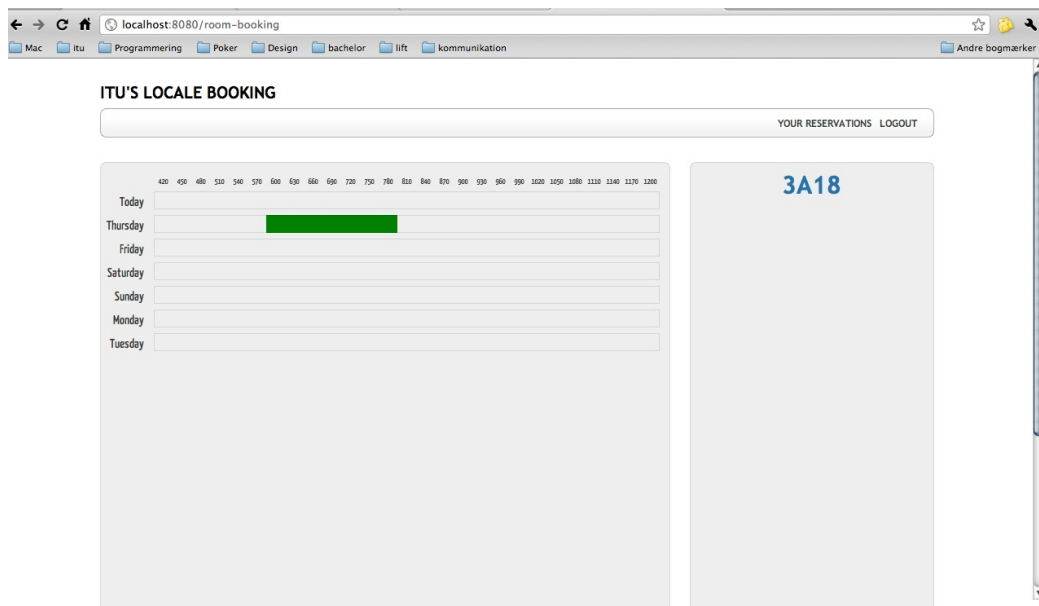 localhost:8080/room-booking
Mac itu Programmering Poker Design bachelor lift kommunikation Andre bogmærker
ITU'S LOCALE BOOKING
YOUR RESERVATIONS LOGOUT
420 450 480 510 540 570 600 630 660 690 720 750 780 810 840 870 900 930 960 990 1020 1050 1080 1110 1140 1170 1200
3A18
Today
Thursday
Friday
Saturday
Sunday
Monday
Tuesday